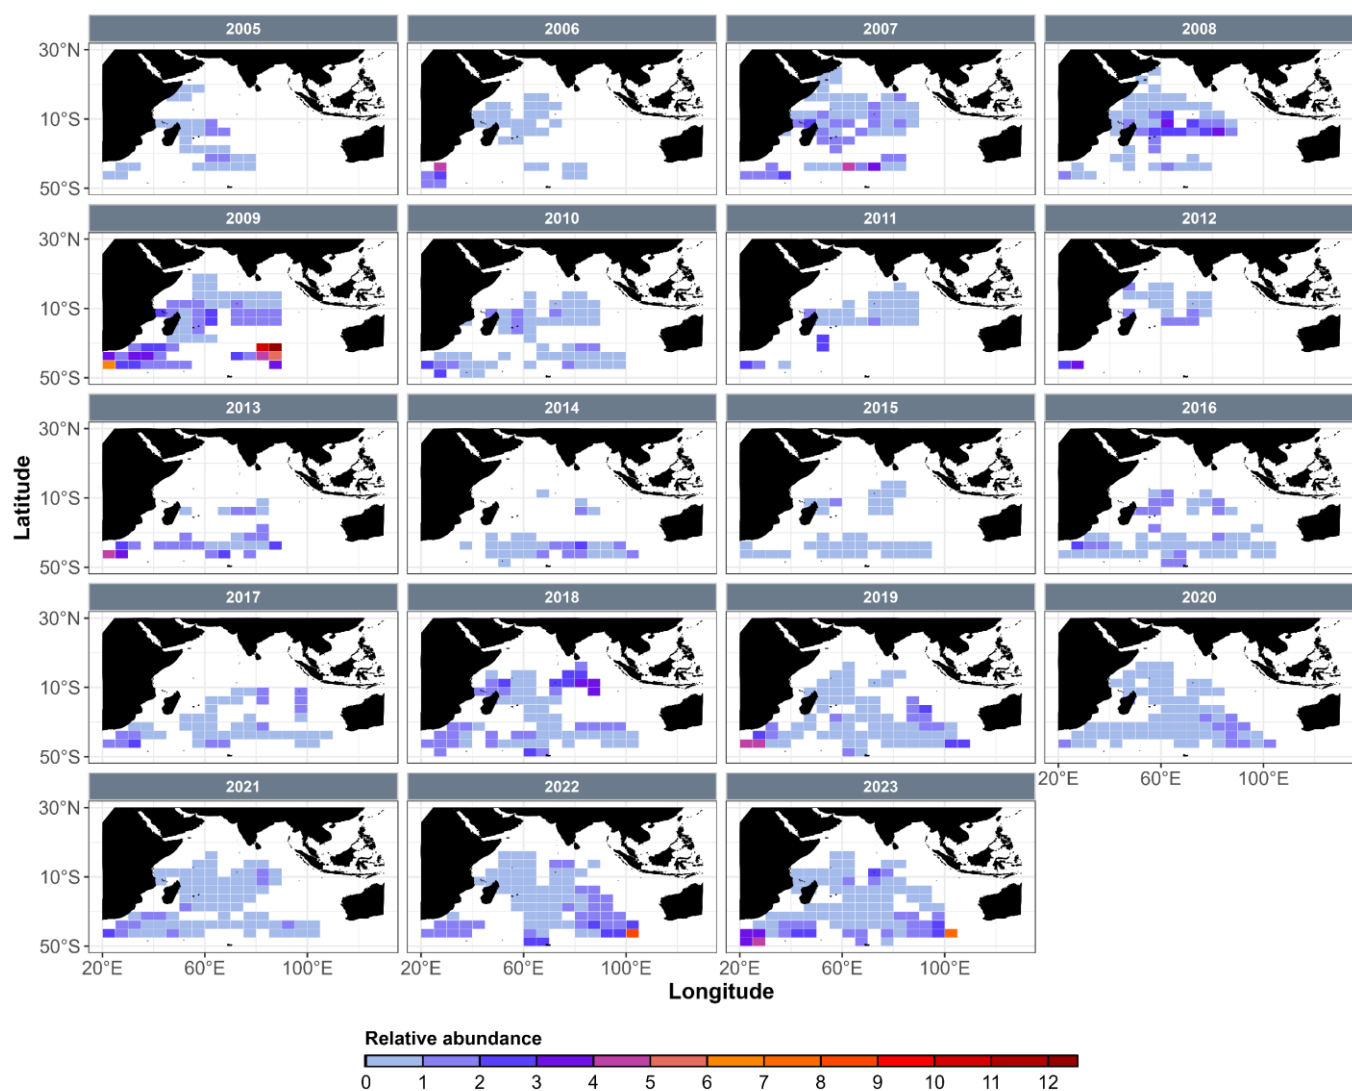 2005 2006 2007 2008
30°N
10°S
50°S
2009 2010 2011 2012
30°N
10°S
50°S
2013 2014 2015 2016
30°N
10°S
50°S
Latitude
2017 2018 2019 2020
30°N
10°S
50°S
20°E 60°E 100°E
2021 2022 2023
30°N
10°S
50°S
20°E 60°E 100°E 20°E 60°E 100°E 20°E 60°E 100°E
Longitude
Relative abundance
0 1 2 3 4 5 6 7 8 9 10 11 12